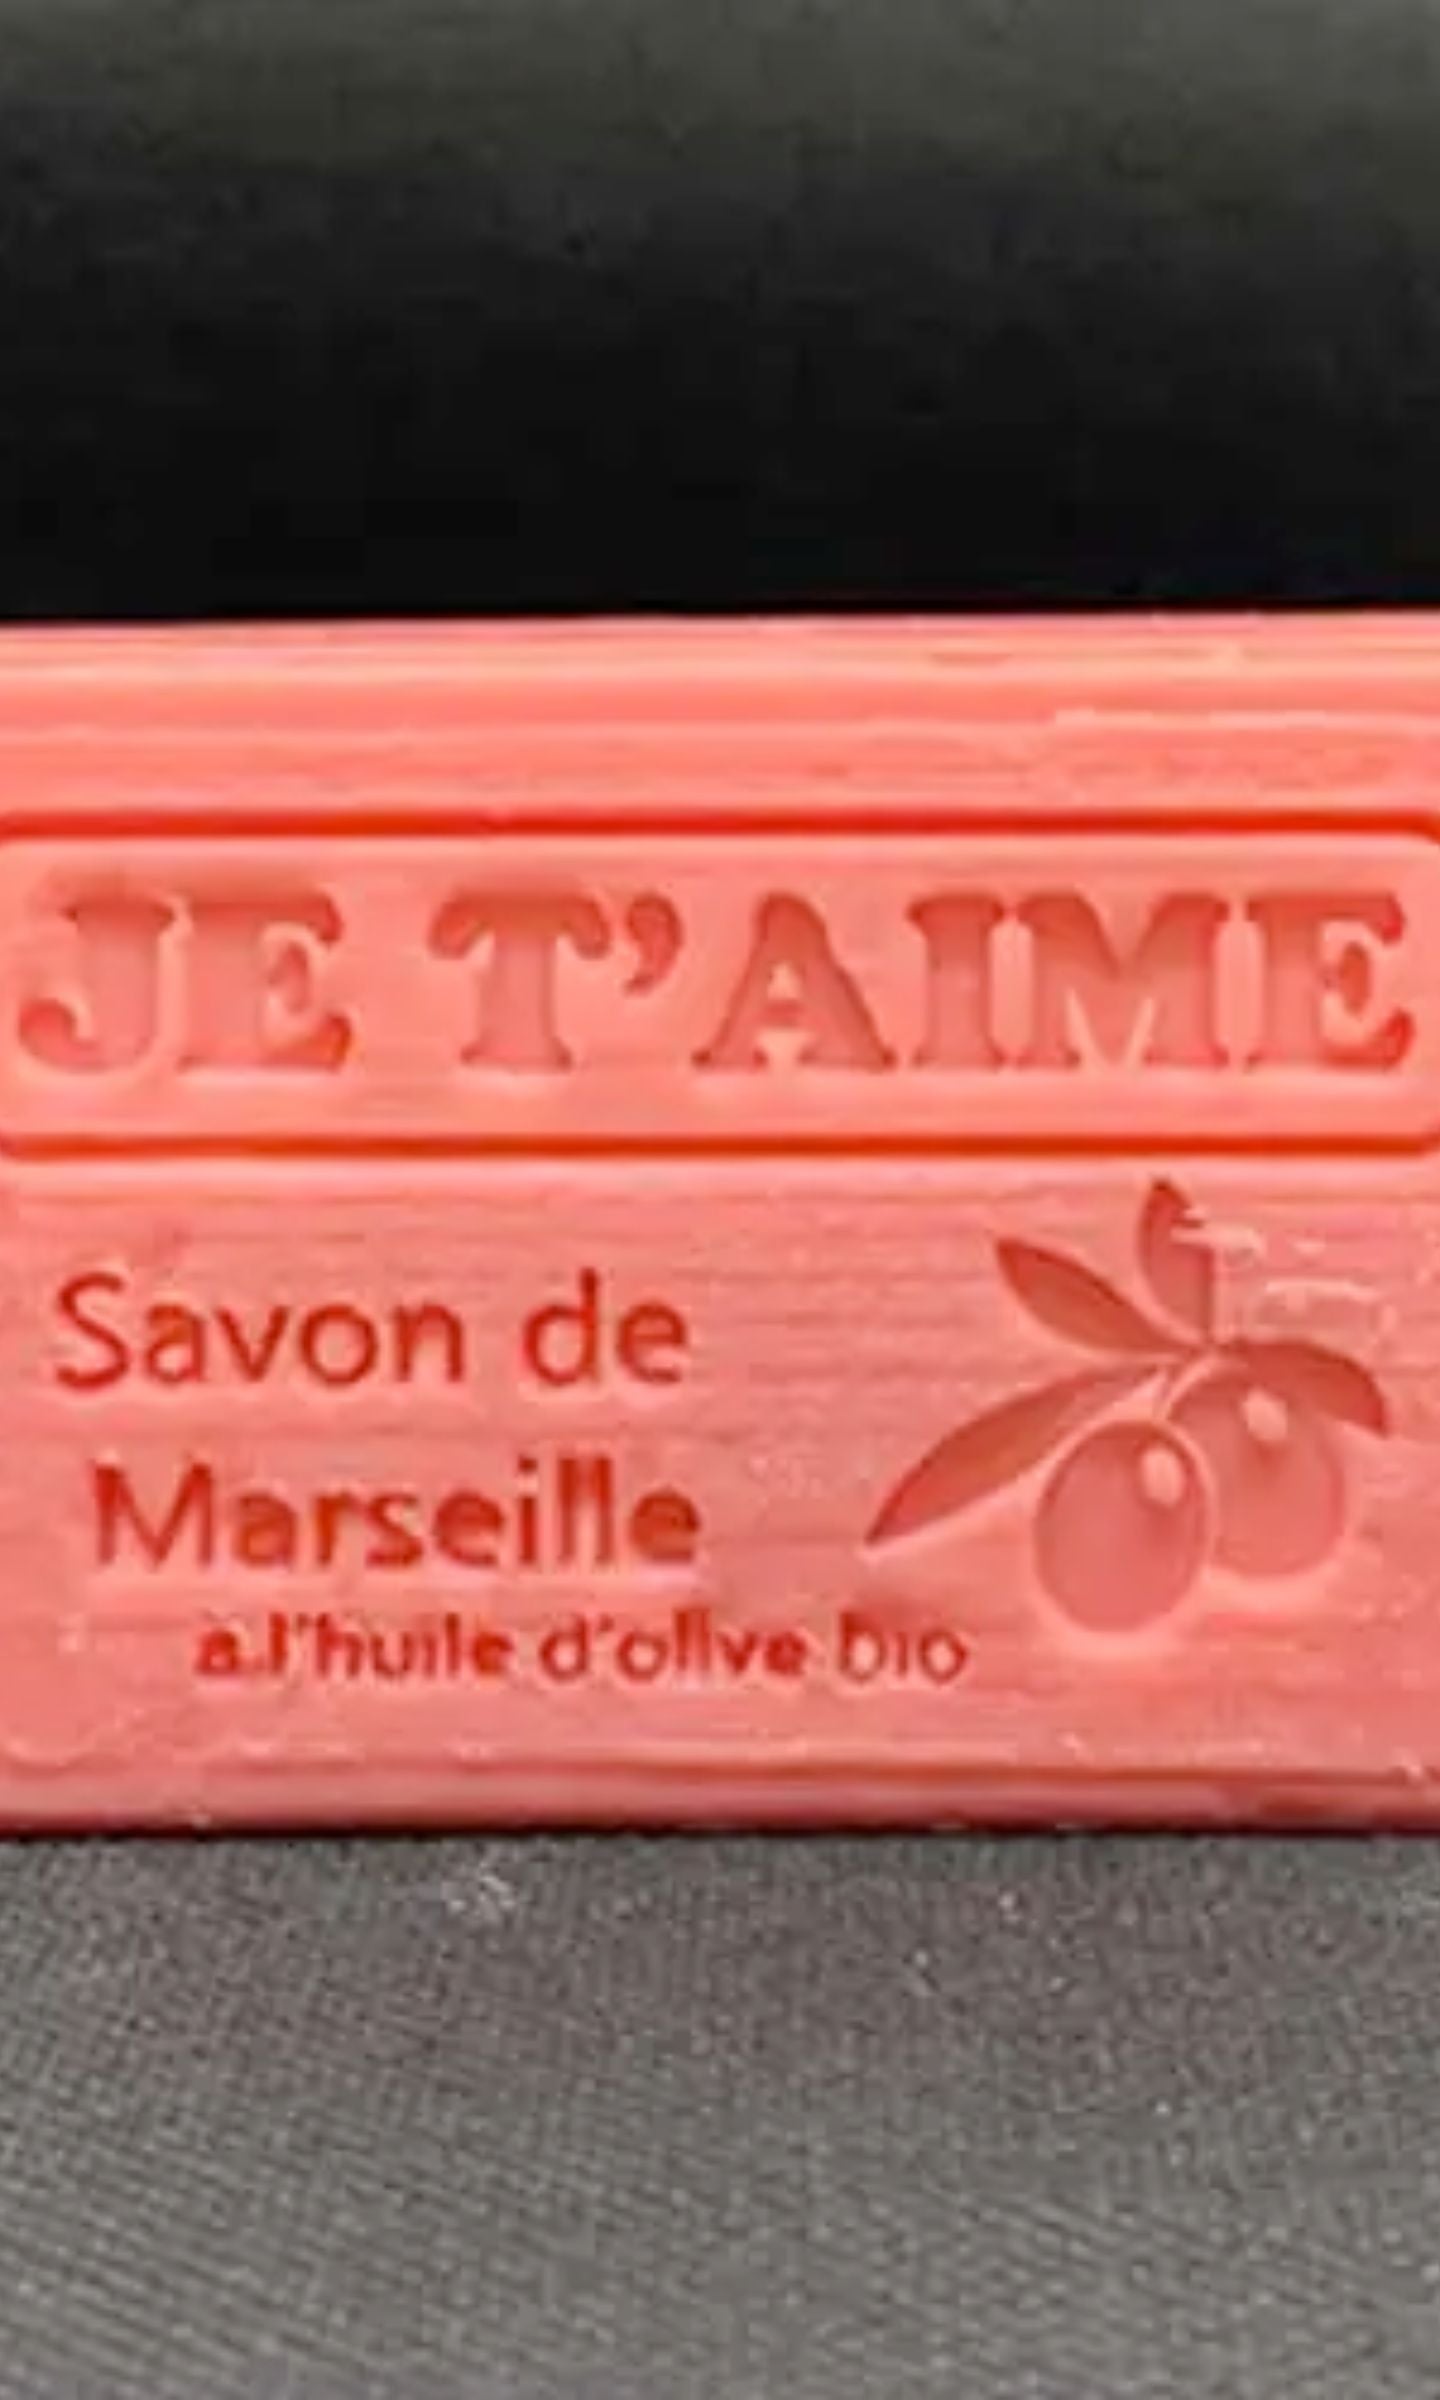 JE T’AIME
Savon de
Marseille
à l'huile d'olive bio